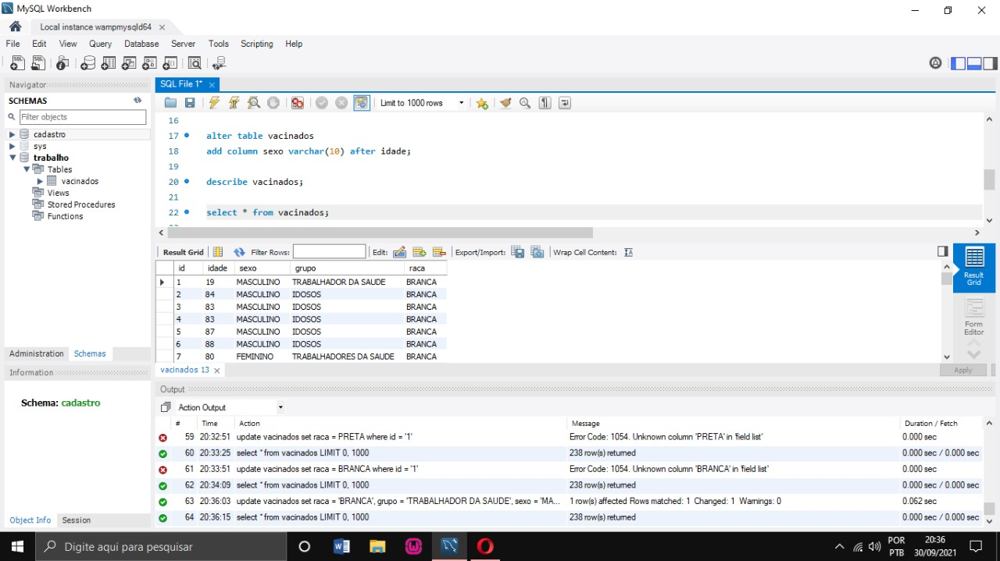 MySQL Workbench
Local instance wampmysqld64
File Edit View Query Database Server Tools Scripting Help
Navigator
SCHEMAS
Filter objects
cadastro
sys
trabalho
Tables
vacinados
Views
Stored Procedures
Functions
Administration Schemas
Information
Schema: cadastro
Object Info Session
SQL File 1*
Limit to 1000 rows
16
17 alter table vacinados
18 add column sexo varchar(10) after idade;
19
20 describe vacinados;
21
22 select * from vacinados;
Result Grid Filter Rows: Edit: Export/Import: Wrap Cell Content:
id idade sexo grupo raca
1 19 MASCULINO TRABALHADOR DA SAUDE BRANCA
2 84 MASCULINO IDOSOS BRANCA
3 83 MASCULINO IDOSOS BRANCA
4 83 MASCULINO IDOSOS BRANCA
5 87 MASCULINO IDOSOS BRANCA
6 88 MASCULINO IDOSOS BRANCA
7 80 FEMININO TRABALHADORES DA SAUDE BRANCA
Result Grid
Form Editor
vacinados 13
Apply
Output
Action Output
# Time Action Message Duration / Fetch
59 20:32:51 update vacinados set raca = PRETA where id = '1' Error Code: 1054. Unknown column 'PRETA' in 'field list' 0.000 sec
60 20:33:25 select * from vacinados LIMIT 0, 1000 238 row(s) returned 0.000 sec / 0.000 sec
61 20:33:51 update vacinados set raca = BRANCA where id = '1' Error Code: 1054. Unknown column 'BRANCA' in 'field list' 0.000 sec
62 20:34:09 select * from vacinados LIMIT 0, 1000 238 row(s) returned 0.000 sec / 0.000 sec
63 20:36:03 update vacinados set raca = 'BRANCA', grupo = 'TRABALHADOR DA SAUDE', sexo = 'MA... 1 row(s) affected Rows matched: 1 Changed: 1 Warnings: 0 0.062 sec
64 20:36:15 select * from vacinados LIMIT 0, 1000 238 row(s) returned 0.000 sec / 0.000 sec
Digite aqui para pesquisar
POR
PTB
20:36
30/09/2021